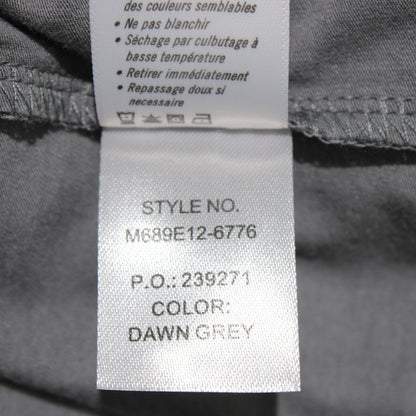 des couleurs semblables
• Ne pas blanchir
• Séchage par culbutage à
basse température
• Retirer immédiatement
• Repassage doux si
necessaire
STYLE NO.
M689E12-6776
P.O.: 239271
COLOR:
DAWN GREY